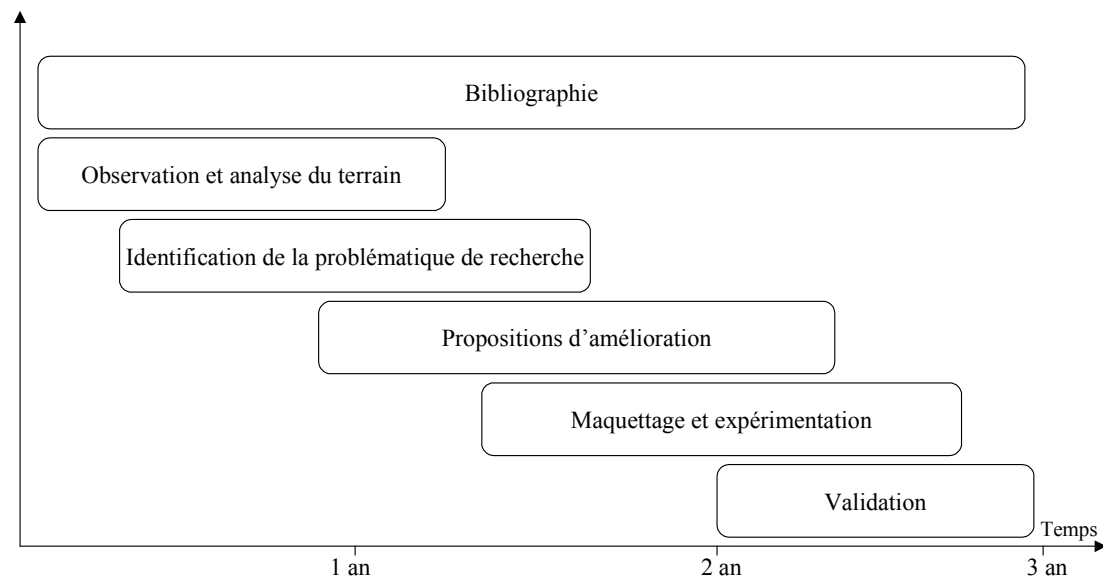 Bibliographie
Observation et analyse du terrain
Identification de la problématique de recherche
Propositions d’amélioration
Maquettage et expérimentation
Validation
Temps
1 an
2 an
3 an